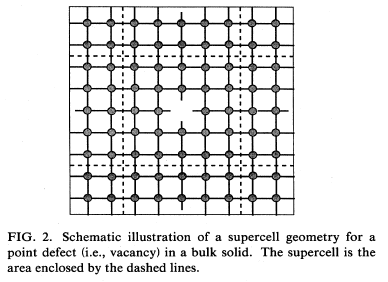 FIG. 2. Schematic illustration of a supercell geometry for a
point defect (i.e., vacancy) in a bulk solid. The supercell is the
area enclosed by the dashed lines.